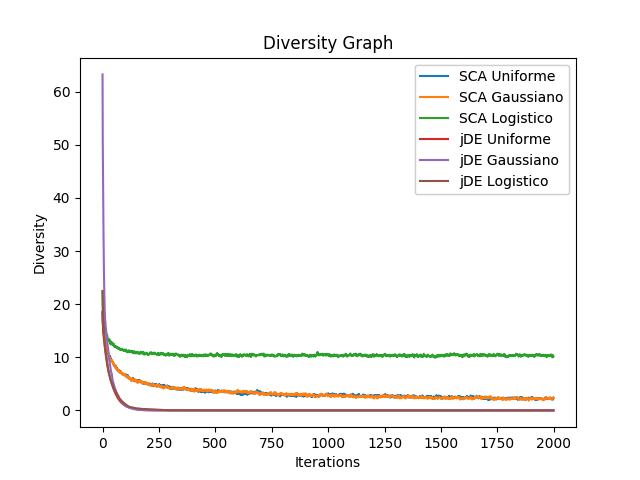 Diversity Graph
SCA Uniforme
SCA Gaussiano
SCA Logistico
jDE Uniforme
jDE Gaussiano
jDE Logistico
60
50
40
30
20
10
0
Diversity
0 250 500 750 1000 1250 1500 1750 2000
Iterations